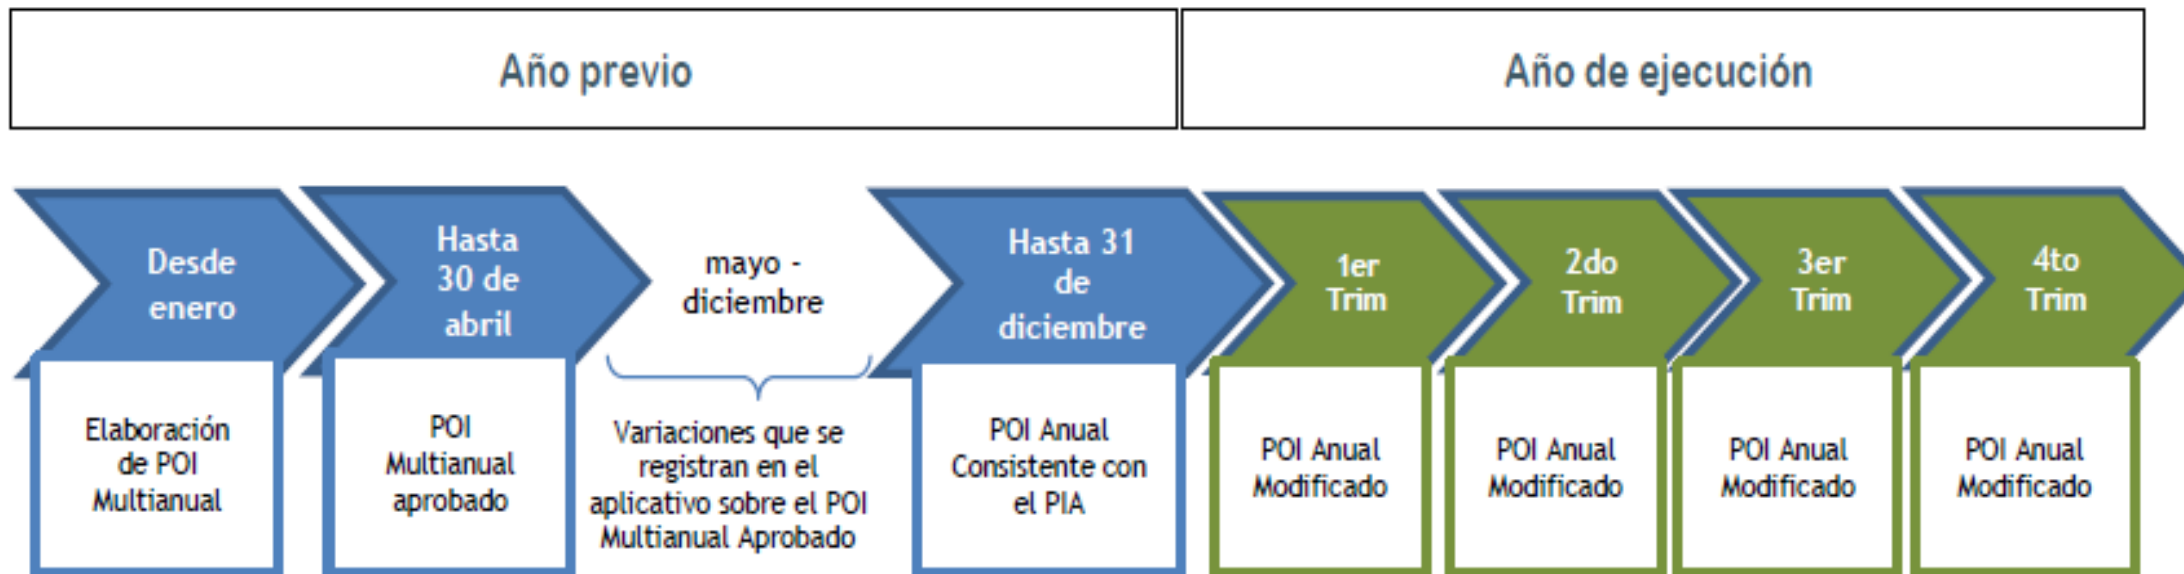 Año previo
Año de ejecución
Desde
enero
Hasta
30 de
abril
mayo -
diciembre
Hasta 31
de
diciembre
1er
Trim
2do
Trim
3er
Trim
4to
Trim
Elaboración
de POI
Multianual
POI
Multianual
aprobado
Variaciones que se
registran en el
aplicativo sobre el POI
Multianual Aprobado
POI Anual
Consistente con
el PIA
POI Anual
Modificado
POI Anual
Modificado
POI Anual
Modificado
POI Anual
Modificado